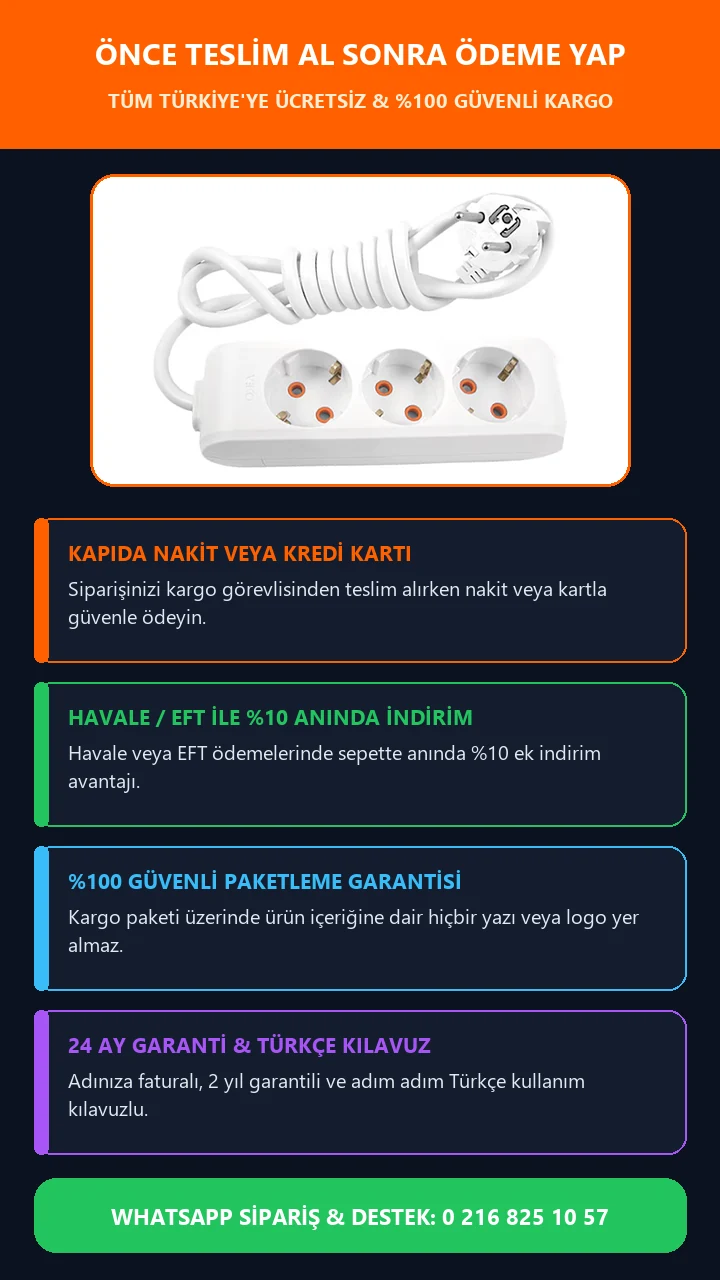 ÖNCE TESLİM AL SONRA ÖDEME YAP
TÜM TÜRKİYE'YE ÜCRETSİZ & %100 GÜVENLİ KARGO
KAPIDA NAKİT VEYA KREDİ KARTI
Siparişinizi kargo görevlisinden teslim alırken nakit veya kartla
güvenle ödeyin.
HAVALE / EFT İLE %10 ANINDA İNDİRİM
Havale veya EFT ödemelerinde sepette anında %10 ek indirim
avantajı.
%100 GÜVENLİ PAKETLEME GARANTİSİ
Kargo paketi üzerinde ürün içeriğine dair hiçbir yazı veya logo yer
almaz.
24 AY GARANTİ & TÜRKÇE KILAVUZ
Adınıza faturalı, 2 yıl garantili ve adım adım Türkçe kullanım
kılavuzlu.
WHATSAPP SİPARİŞ & DESTEK: 0 216 825 10 57